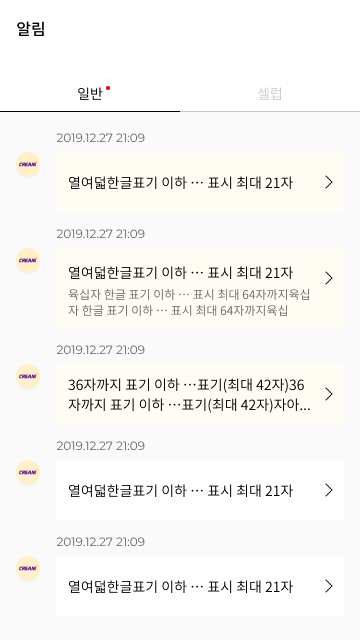 알림
일반
셀럽
2019.12.27 21:09
CREAM
열여덟한글표기 이하 ··· 표시 최대 21자
2019.12.27 21:09
CREAM
열여덟한글표기 이하 ··· 표시 최대 21자
육십자 한글 표기 이하 ··· 표시 최대 64자까지육십
자 한글 표기 이하 ··· 표시 최대 64자까지육십
2019.12.27 21:09
CREAM
36자까지 표기 이하 ···표기(최대 42자)36
자까지 표기 이하 ···표기(최대 42자)자아...
2019.12.27 21:09
CREAM
열여덟한글표기 이하 ··· 표시 최대 21자
2019.12.27 21:09
CREAM
열여덟한글표기 이하 ··· 표시 최대 21자